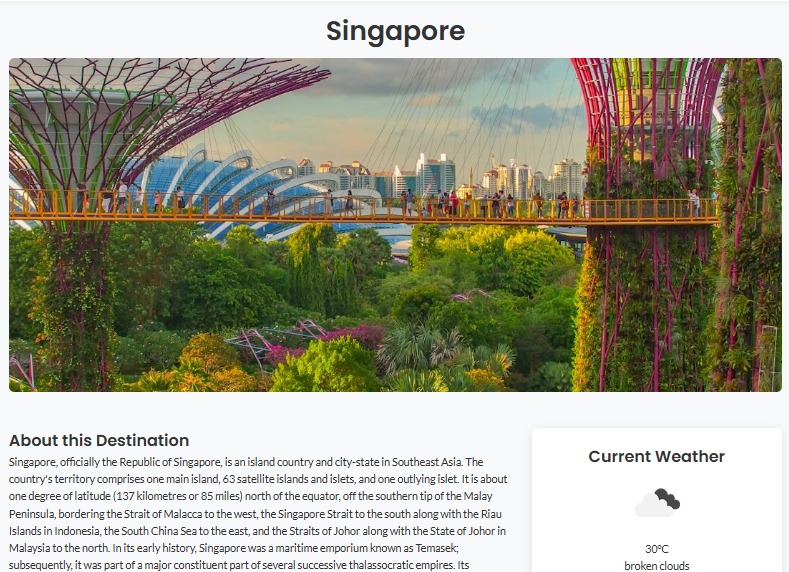 Singapore
About this Destination
Singapore, officially the Republic of Singapore, is an island country and city-state in Southeast Asia. The
country's territory comprises one main island, 63 satellite islands and islets, and one outlying islet. It is about
one degree of latitude (137 kilometres or 85 miles) north of the equator, off the southern tip of the Malay
Peninsula, bordering the Strait of Malacca to the west, the Singapore Strait to the south along with the Riau
Islands in Indonesia, the South China Sea to the east, and the Straits of Johor along with the State of Johor in
Malaysia to the north. In its early history, Singapore was a maritime emporium known as Temasek;
subsequently, it was part of a major constituent part of several successive thalassocratic empires. Its
Current Weather
30°C
broken clouds